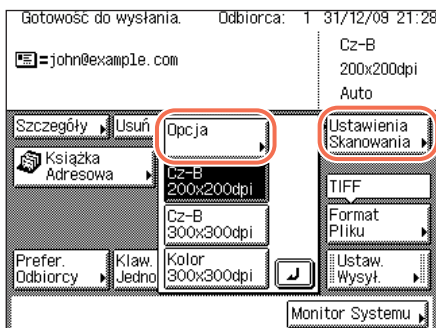 Gotowość do wysłania. Odbiorca: 1 31/12/09 21:28
=john@example.com
Cz-B
200x200dpi
Auto
Szczegóły
Usuń
Opcja
Ustawienia
Skanowania
Książka
Adresowa
Cz-B
200x200dpi
TIFF
Cz-B
300x300dpi
Format
Pliku
Prefer.
Odbiorcy
Klaw.
Jedno
Kolor
300x300dpi
Ustaw.
Wysył.
Monitor Systemu